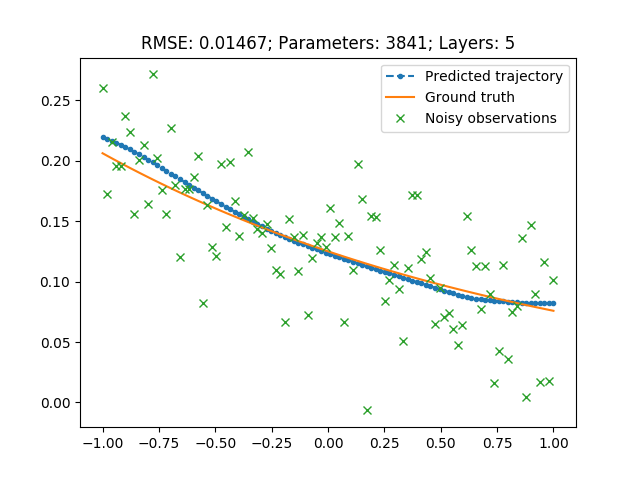 RMSE: 0.01467; Parameters: 3841; Layers: 5
Predicted trajectory
Ground truth
Noisy observations
0.25
0.20
0.15
0.10
0.05
0.00
−1.00 −0.75 −0.50 −0.25 0.00 0.25 0.50 0.75 1.00